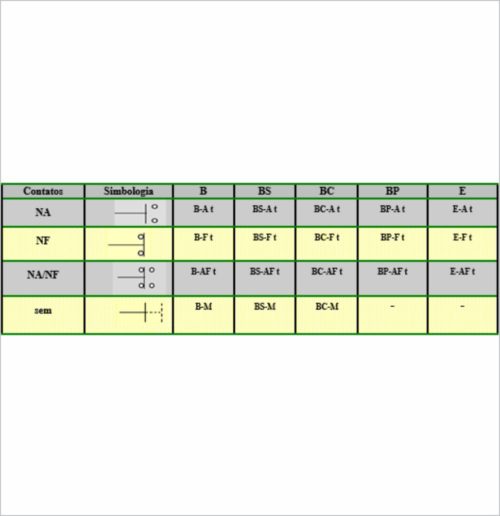 Contatos Simbologia B BS BC BP E
NA B-A t BS-A t BC-A t BP-A t E-A t
NF B-F t BS-F t BC-F t BP-F t E-F t
NA/NF B-AF t BS-AF t BC-AF t BP-AF t E-AF t
sem B-M BS-M BC-M - -